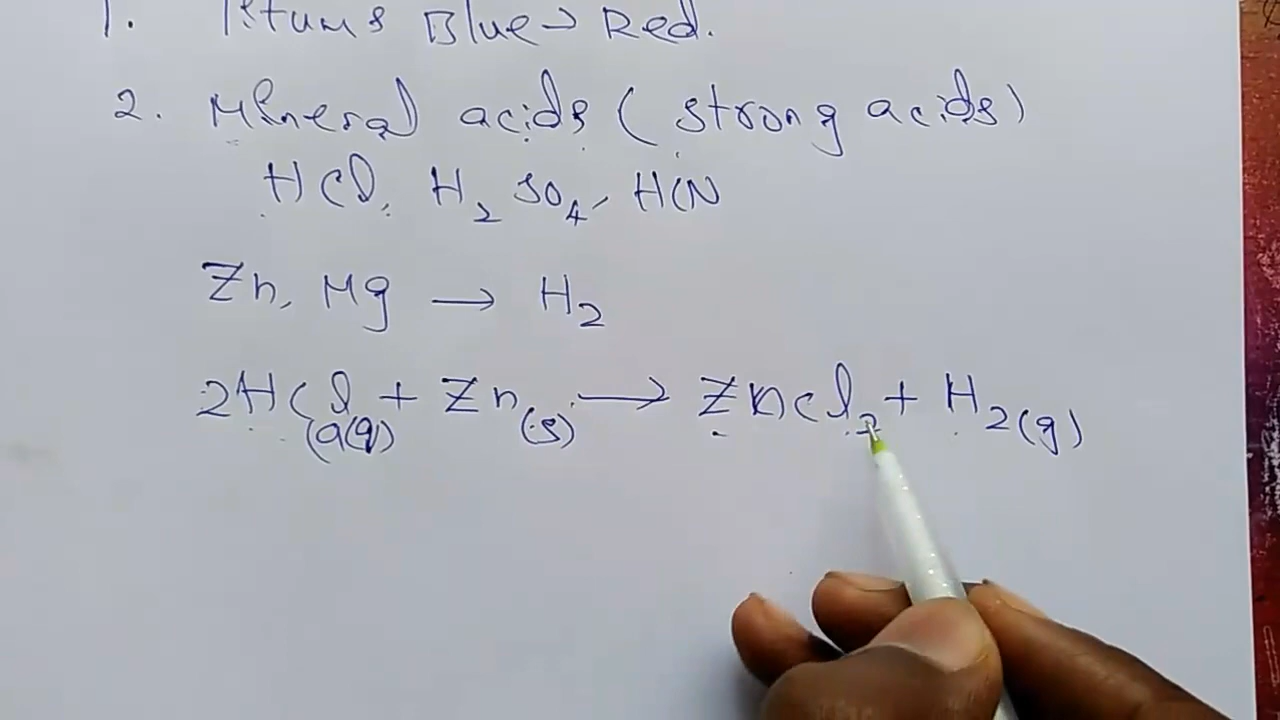 1. litums Blue → Red.
2. Mineral acids (strong acids)
HCl, H₂SO₄, HCN
Zn, Mg → H₂
2HCl(aq) + Zn(s) → ZnCl₂ + H₂(g)